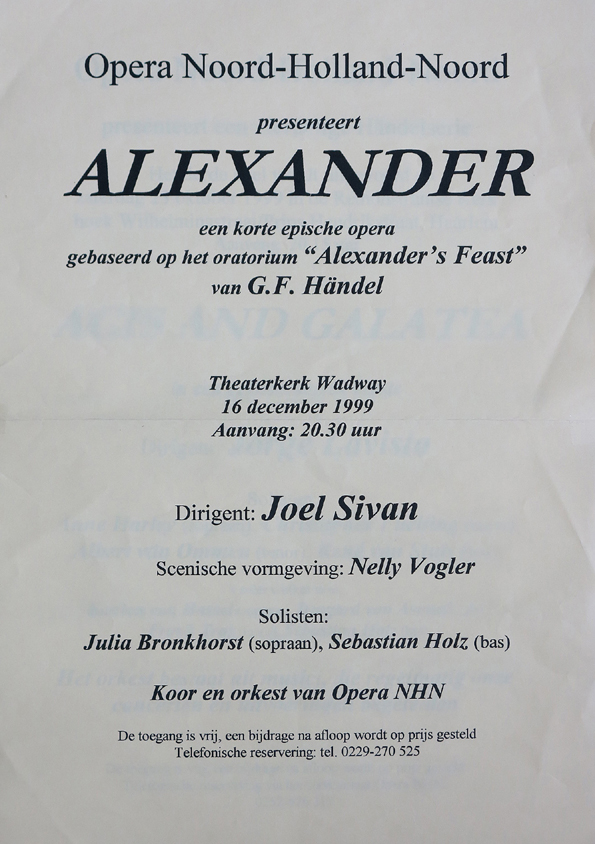 Opera Noord-Holland-Noord
presenteert
ALEXANDER
een korte epische opera
gebaseerd op het oratorium “Alexander’s Feast”
van G.F. Händel
ACIS AND GALATEA
Theaterkerk Wadway
16 december 1999
Aanvang: 20.30 uur
Dirigent: Joel Sivan
Scenische vormgeving: Nelly Vogler
Solisten:
Julia Bronkhorst (sopraan), Sebastian Holz (bas)
Koor en orkest van Opera NHN
De toegang is vrij, een bijdrage na afloop wordt op prijs gesteld
Telefonische reservering: tel. 0229-270 525